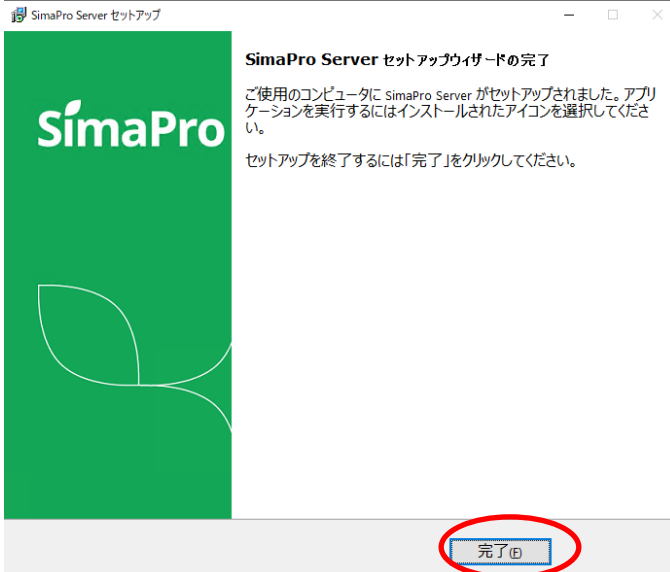 SimaPro Server セットアップ
SimaPro Server セットアップウィザードの完了
ご使用のコンピュータに SimaPro Server がセットアップされました。アプリ
ケーションを実行するにはインストールされたアイコンを選択してくださ
い。
セットアップを終了するには「完了」をクリックしてください。
SimaPro
完了(F)